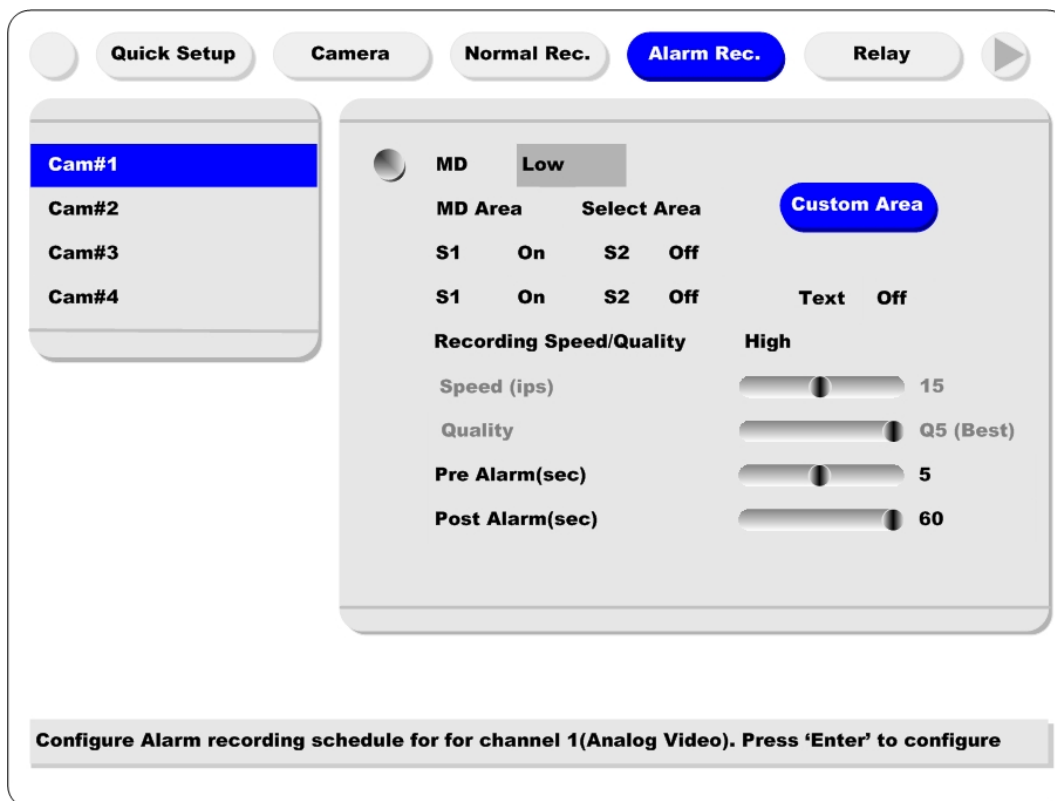 Quick Setup Camera Normal Rec. Alarm Rec. Relay
Cam#1
Cam#2
Cam#3
Cam#4
MD Low
MD Area Select Area Custom Area
S1 On S2 Off
S1 On S2 Off Text Off
Recording Speed/Quality High
Speed (ips) 15
Quality Q5 (Best)
Pre Alarm(sec) 5
Post Alarm(sec) 60
Configure Alarm recording schedule for for channel 1(Analog Video). Press ‘Enter’ to configure